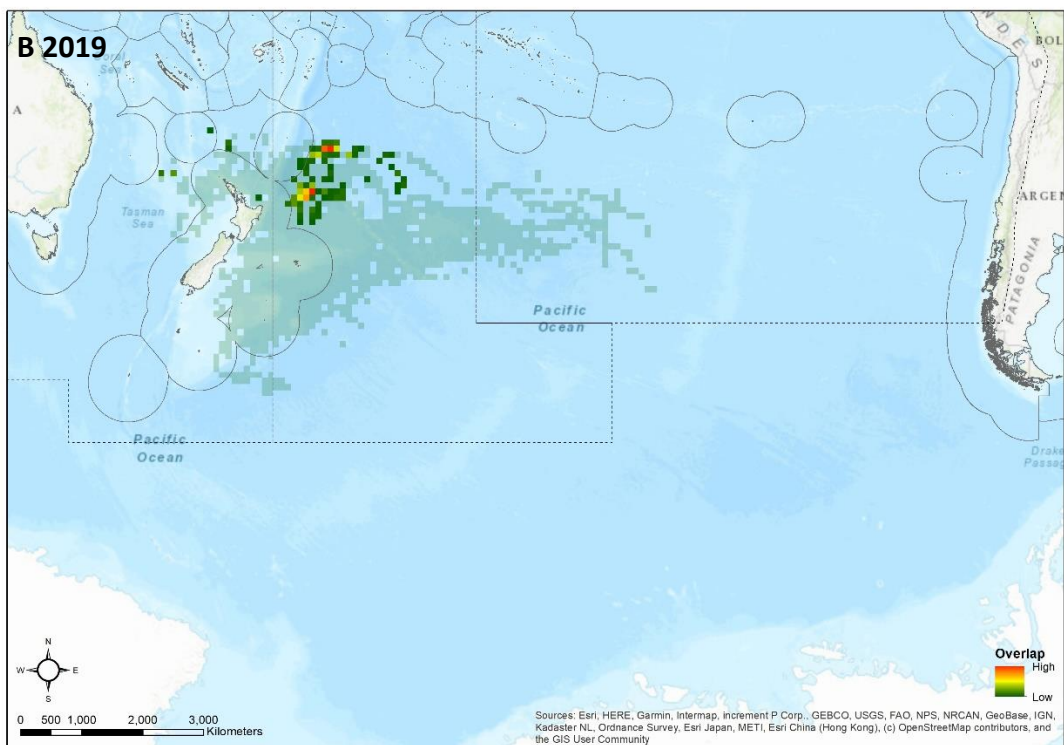 B 2019
oral
Sea
A
N D E S
BOL
ARGEN
PATAGONIA
Tasman
Sea
Pacific
Ocean
Pacific
Ocean
Drake
Passag
N
W E
S
Overlap
High
Low
0 500 1,000 2,000 3,000
Kilometers
Sources: Esri, HERE, Garmin, Intermap, increment P Corp., GEBCO, USGS, FAO, NPS, NRCAN, GeoBase, IGN,
Kadaster NL, Ordnance Survey, Esri Japan, METI, Esri China (Hong Kong), (c) OpenStreetMap contributors, and
the GIS User Community